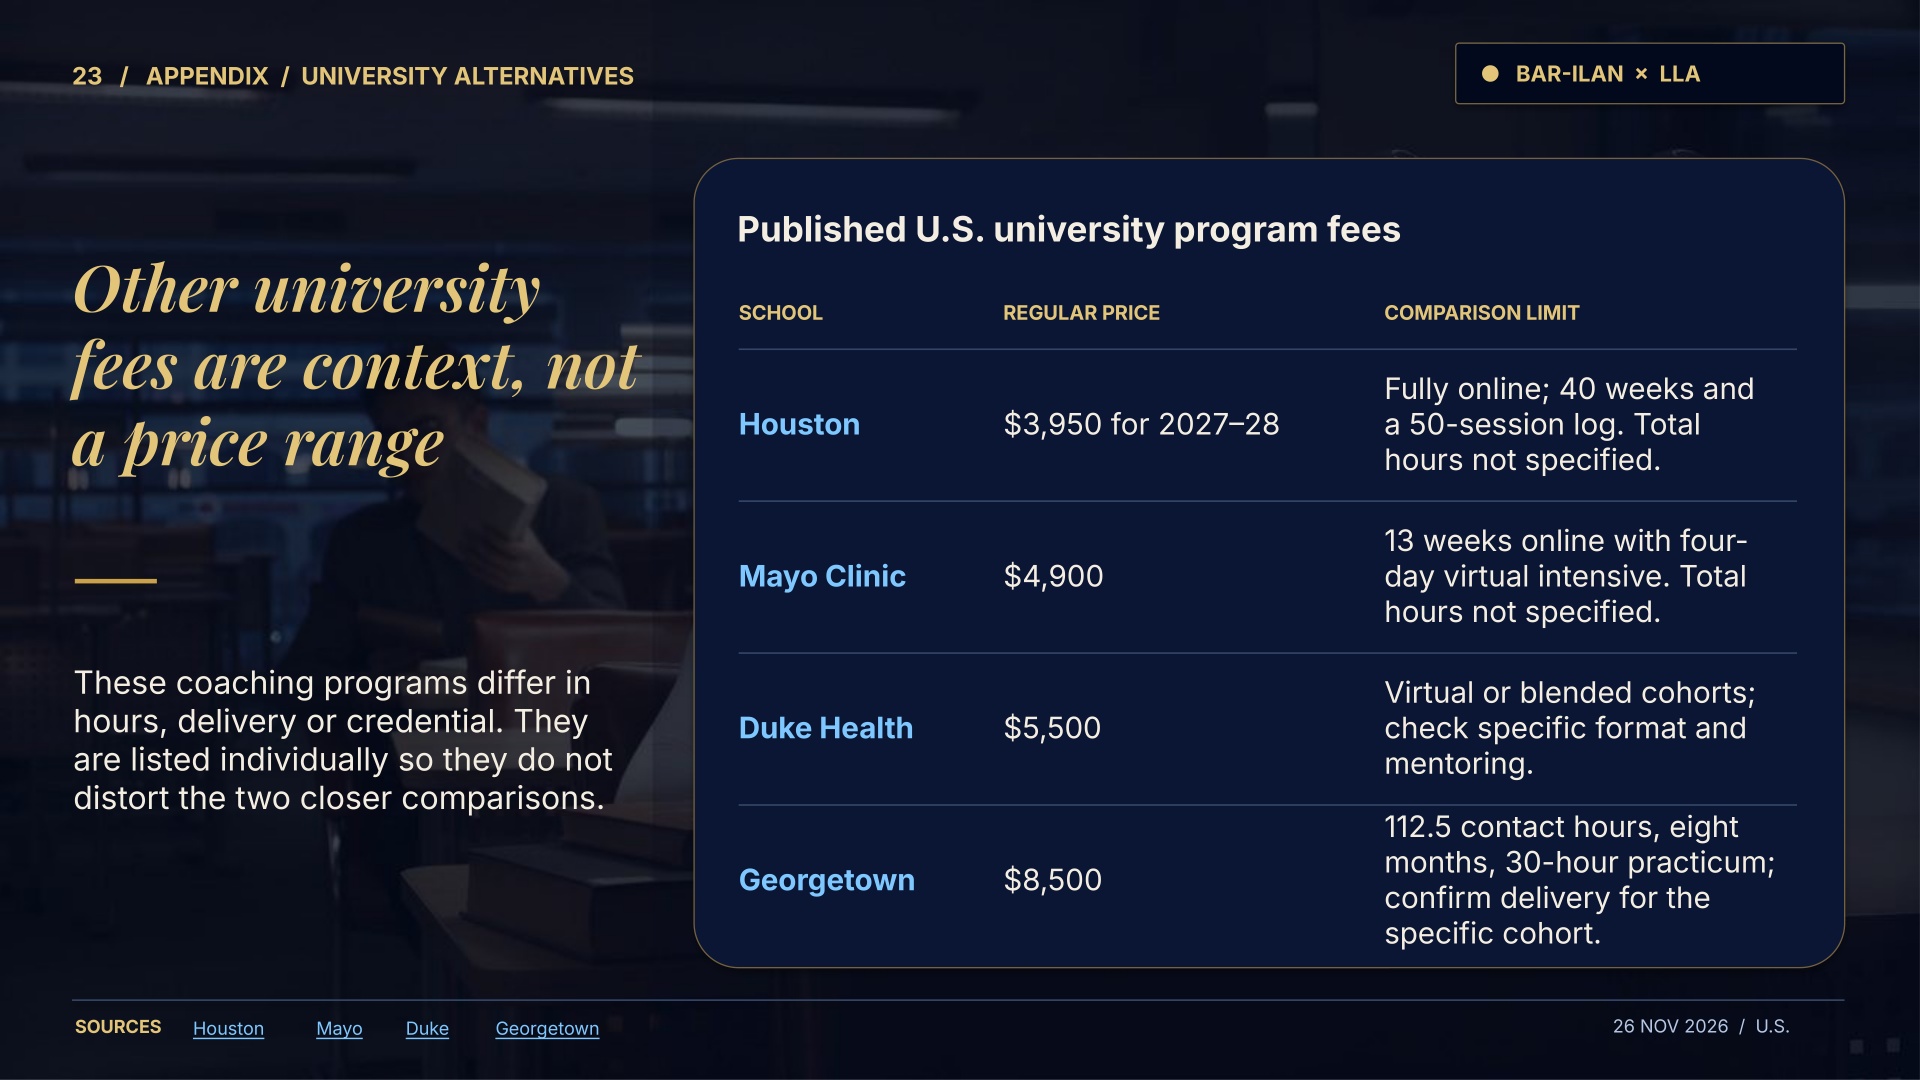 23 / APPENDIX / UNIVERSITY ALTERNATIVES
BAR-ILAN × LLA
Other university
fees are context, not
a price range
These coaching programs differ in
hours, delivery or credential. They
are listed individually so they do not
distort the two closer comparisons.
Published U.S. university program fees
SCHOOL REGULAR PRICE COMPARISON LIMIT
Fully online; 40 weeks and
Houston $3,950 for 2027–28 a 50-session log. Total
hours not specified.
13 weeks online with four-
Mayo Clinic $4,900 day virtual intensive. Total
hours not specified.
Virtual or blended cohorts;
Duke Health $5,500 check specific format and
mentoring.
112.5 contact hours, eight
months, 30-hour practicum;
Georgetown $8,500 confirm delivery for the
specific cohort.
SOURCES Houston Mayo Duke Georgetown
26 NOV 2026 / U.S.